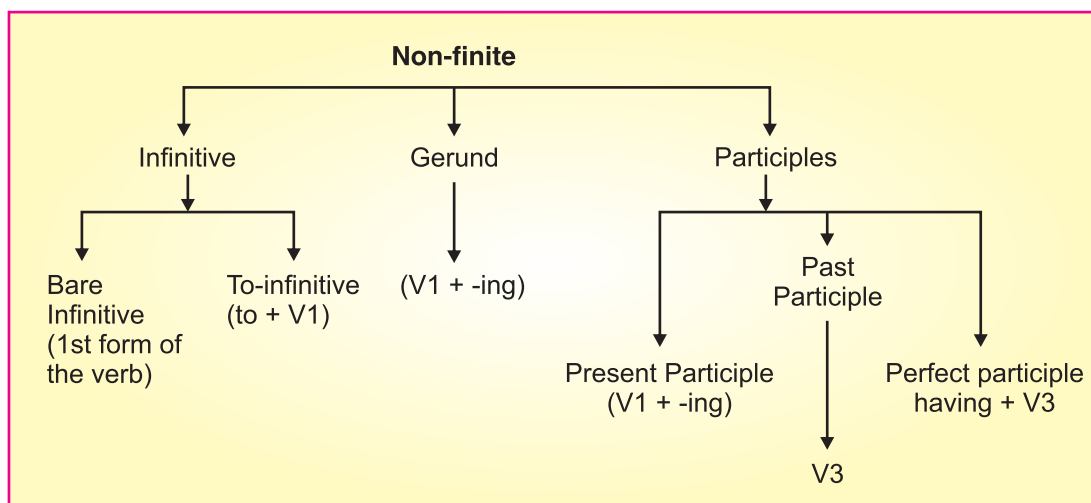 Non-finite
Infinitive
Gerund
Participles
Bare
Infinitive
(1st form of
the verb)
To-infinitive
(to + V1)
(V1 + -ing)
Past
Participle
Present Participle
(V1 + -ing)
Perfect participle
having + V3
V3